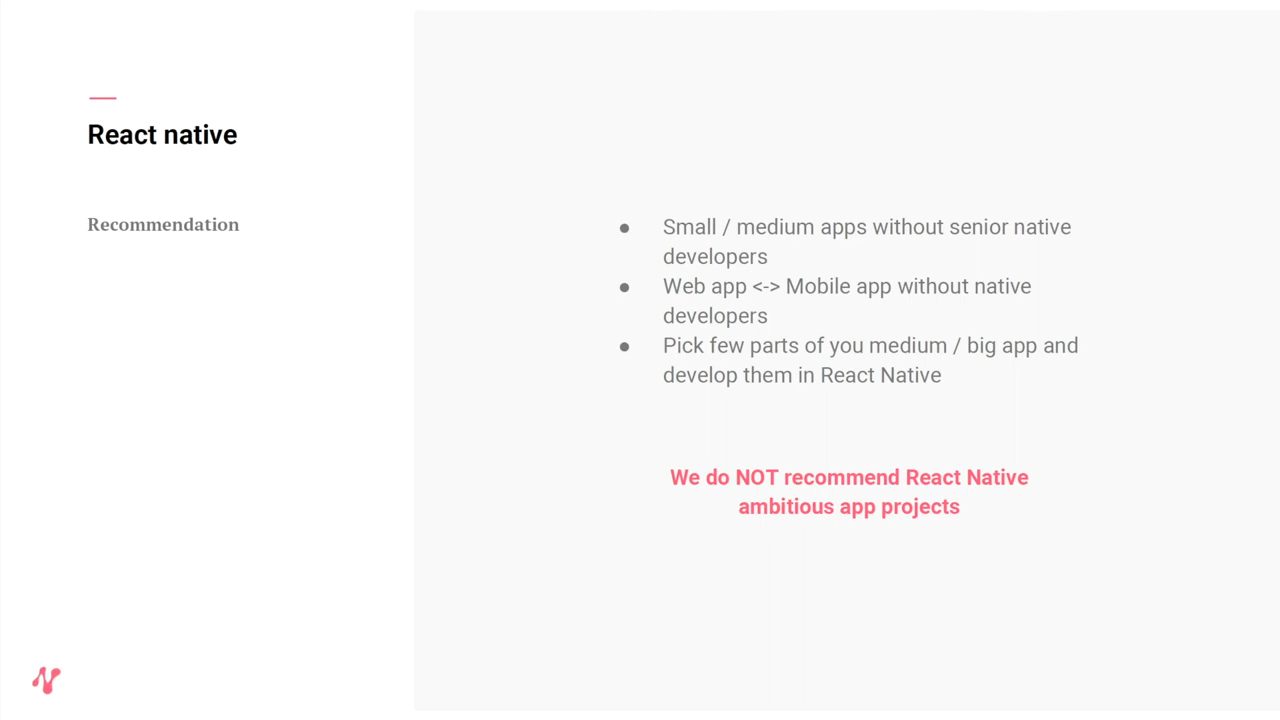 React native
Recommendation
● Small / medium apps without senior native
developers
● Web app <-> Mobile app without native
developers
● Pick few parts of you medium / big app and
develop them in React Native
We do NOT recommend React Native
ambitious app projects